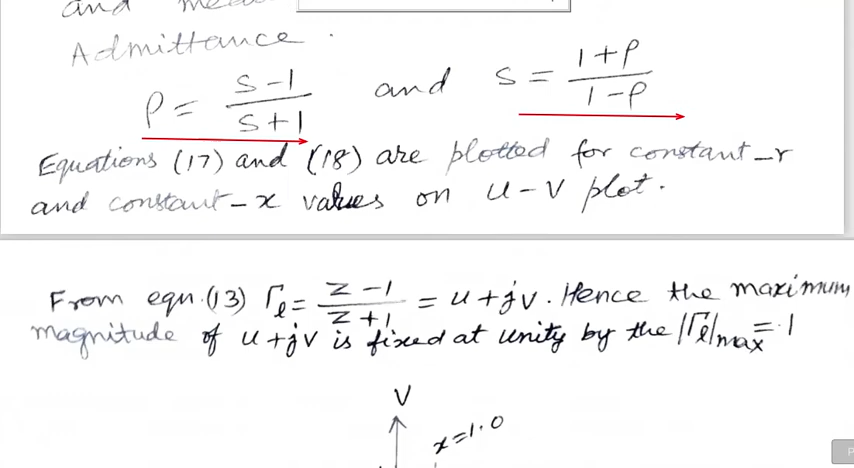 and
Admittance.
ρ = (s-1)/(s+1) and s = (1+ρ)/(1-ρ)
Equations (17) and (18) are plotted for constant-r
and constant-x values on u-v plot.
From eqn.(13) Γℓ = (z-1)/(z+1) = u+jv. Hence the maximum
magnitude of u+jv is fixed at unity by the |Γℓ|max = 1
V
x=1.0
P